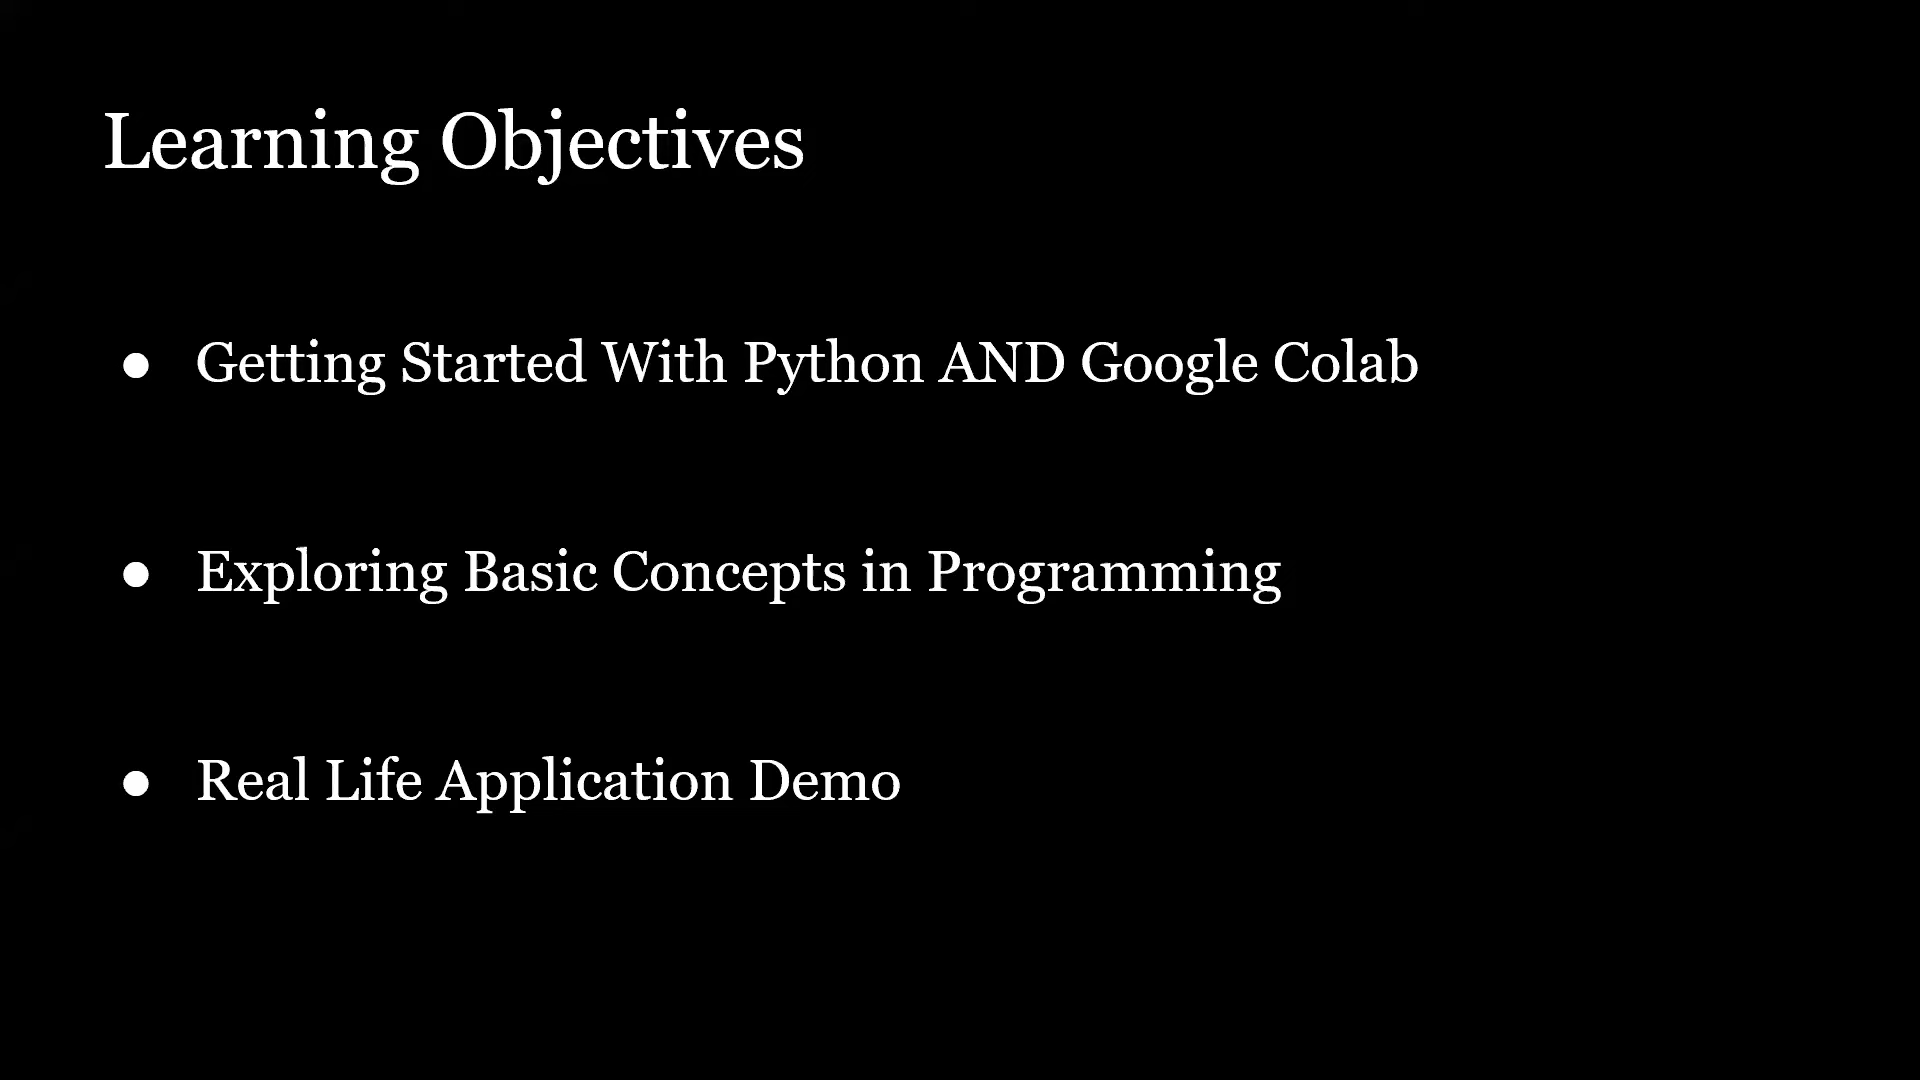 Learning Objectives
● Getting Started With Python AND Google Colab
● Exploring Basic Concepts in Programming
● Real Life Application Demo